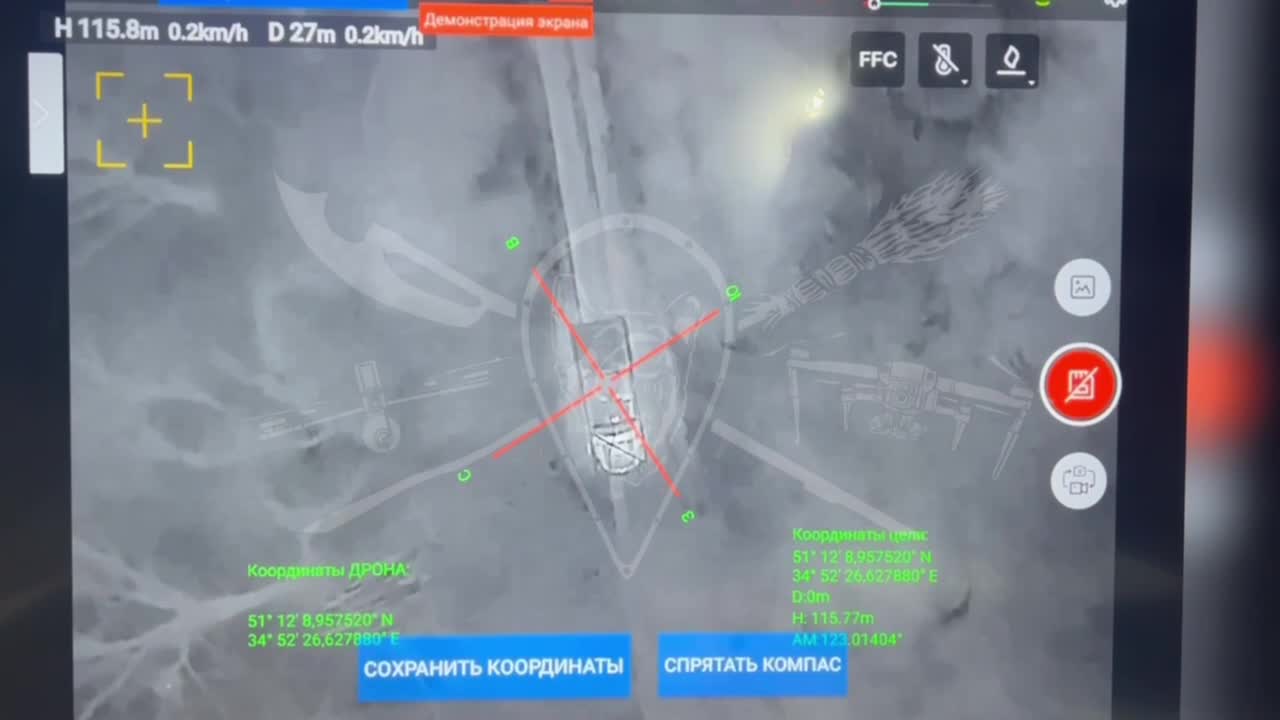 H 115.8m 0.2km/h D 27m 0.2km/h
Демонстрация экрана
FFC
В
Ю
С
З
Координаты ДРОНА:
51° 12' 8,957520" N
34° 52' 26,627880" E
Координаты цели:
51° 12' 8,957520" N
34° 52' 26,627880" E
D:0m
H: 115.77m
AM:123.01404°
СОХРАНИТЬ КООРДИНАТЫ
СПРЯТАТЬ КОМПАС